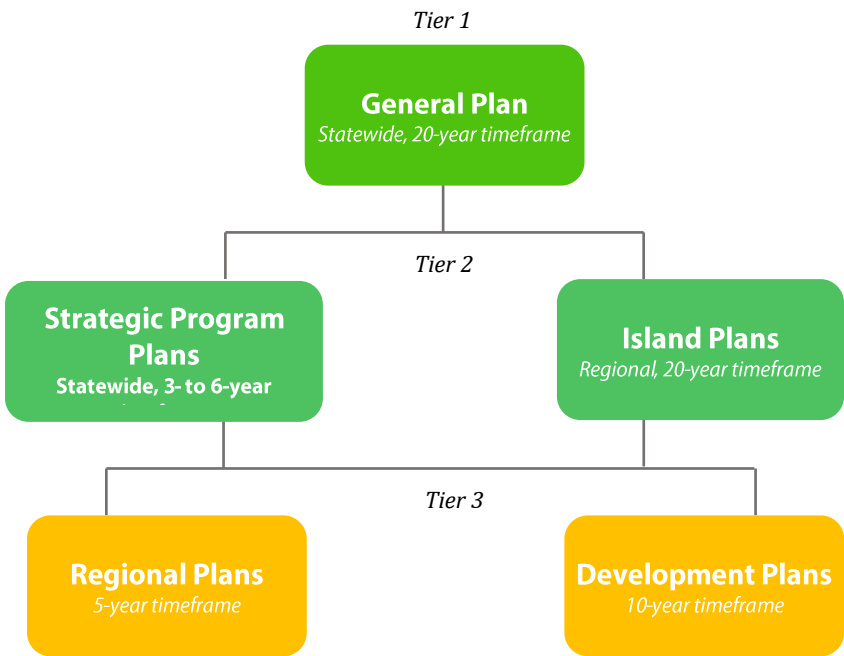 Tier 1
General Plan
Statewide, 20-year timeframe
Tier 2
Strategic Program
Plans
Statewide, 3- to 6-year
Island Plans
Regional, 20-year timeframe
Tier 3
Regional Plans
5-year timeframe
Development Plans
10-year timeframe